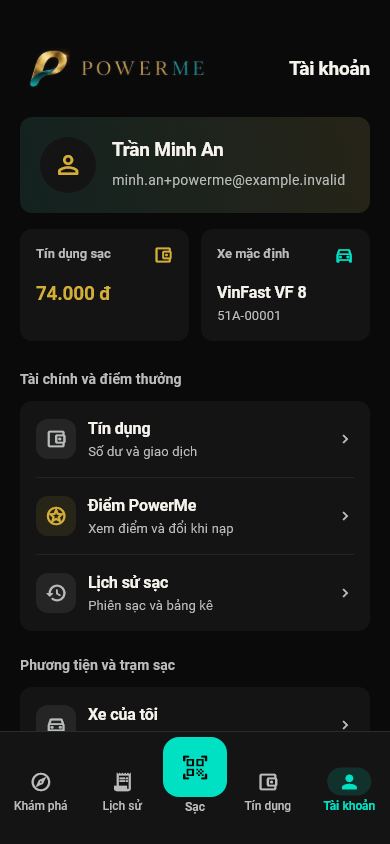 POWERME
Tài khoản
Trần Minh An
minh.an+powerme@example.invalid
Tín dụng sạc
74.000 đ
Xe mặc định
VinFast VF 8
51A-00001
Tài chính và điểm thưởng
Tín dụng
Số dư và giao dịch
Điểm PowerMe
Xem điểm và đổi khi nạp
Lịch sử sạc
Phiên sạc và bảng kê
Phương tiện và trạm sạc
Xe của tôi
Khám phá
Lịch sử
Sạc
Tín dụng
Tài khoản